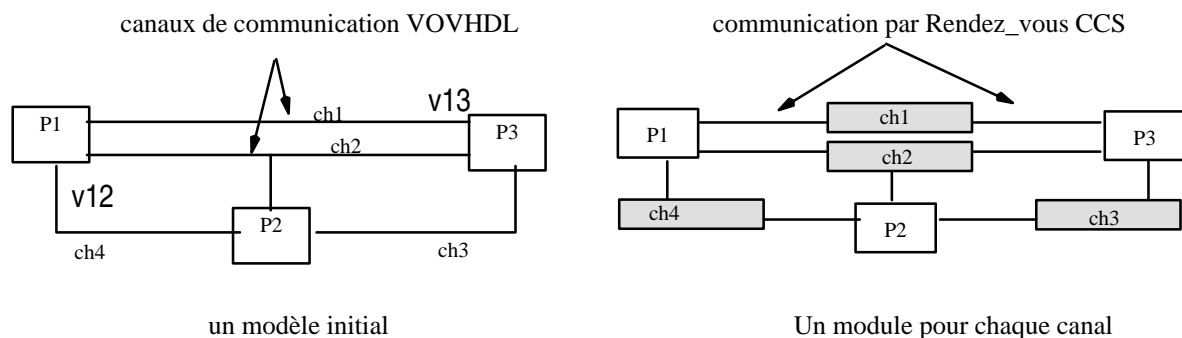 canaux de communication VOVHDL
P1
ch1
v13
P3
ch2
v12
P2
ch4
ch3
un modèle initial
communication par Rendez_vous CCS
P1
ch1
P3
ch2
ch4
P2
ch3
Un module pour chaque canal